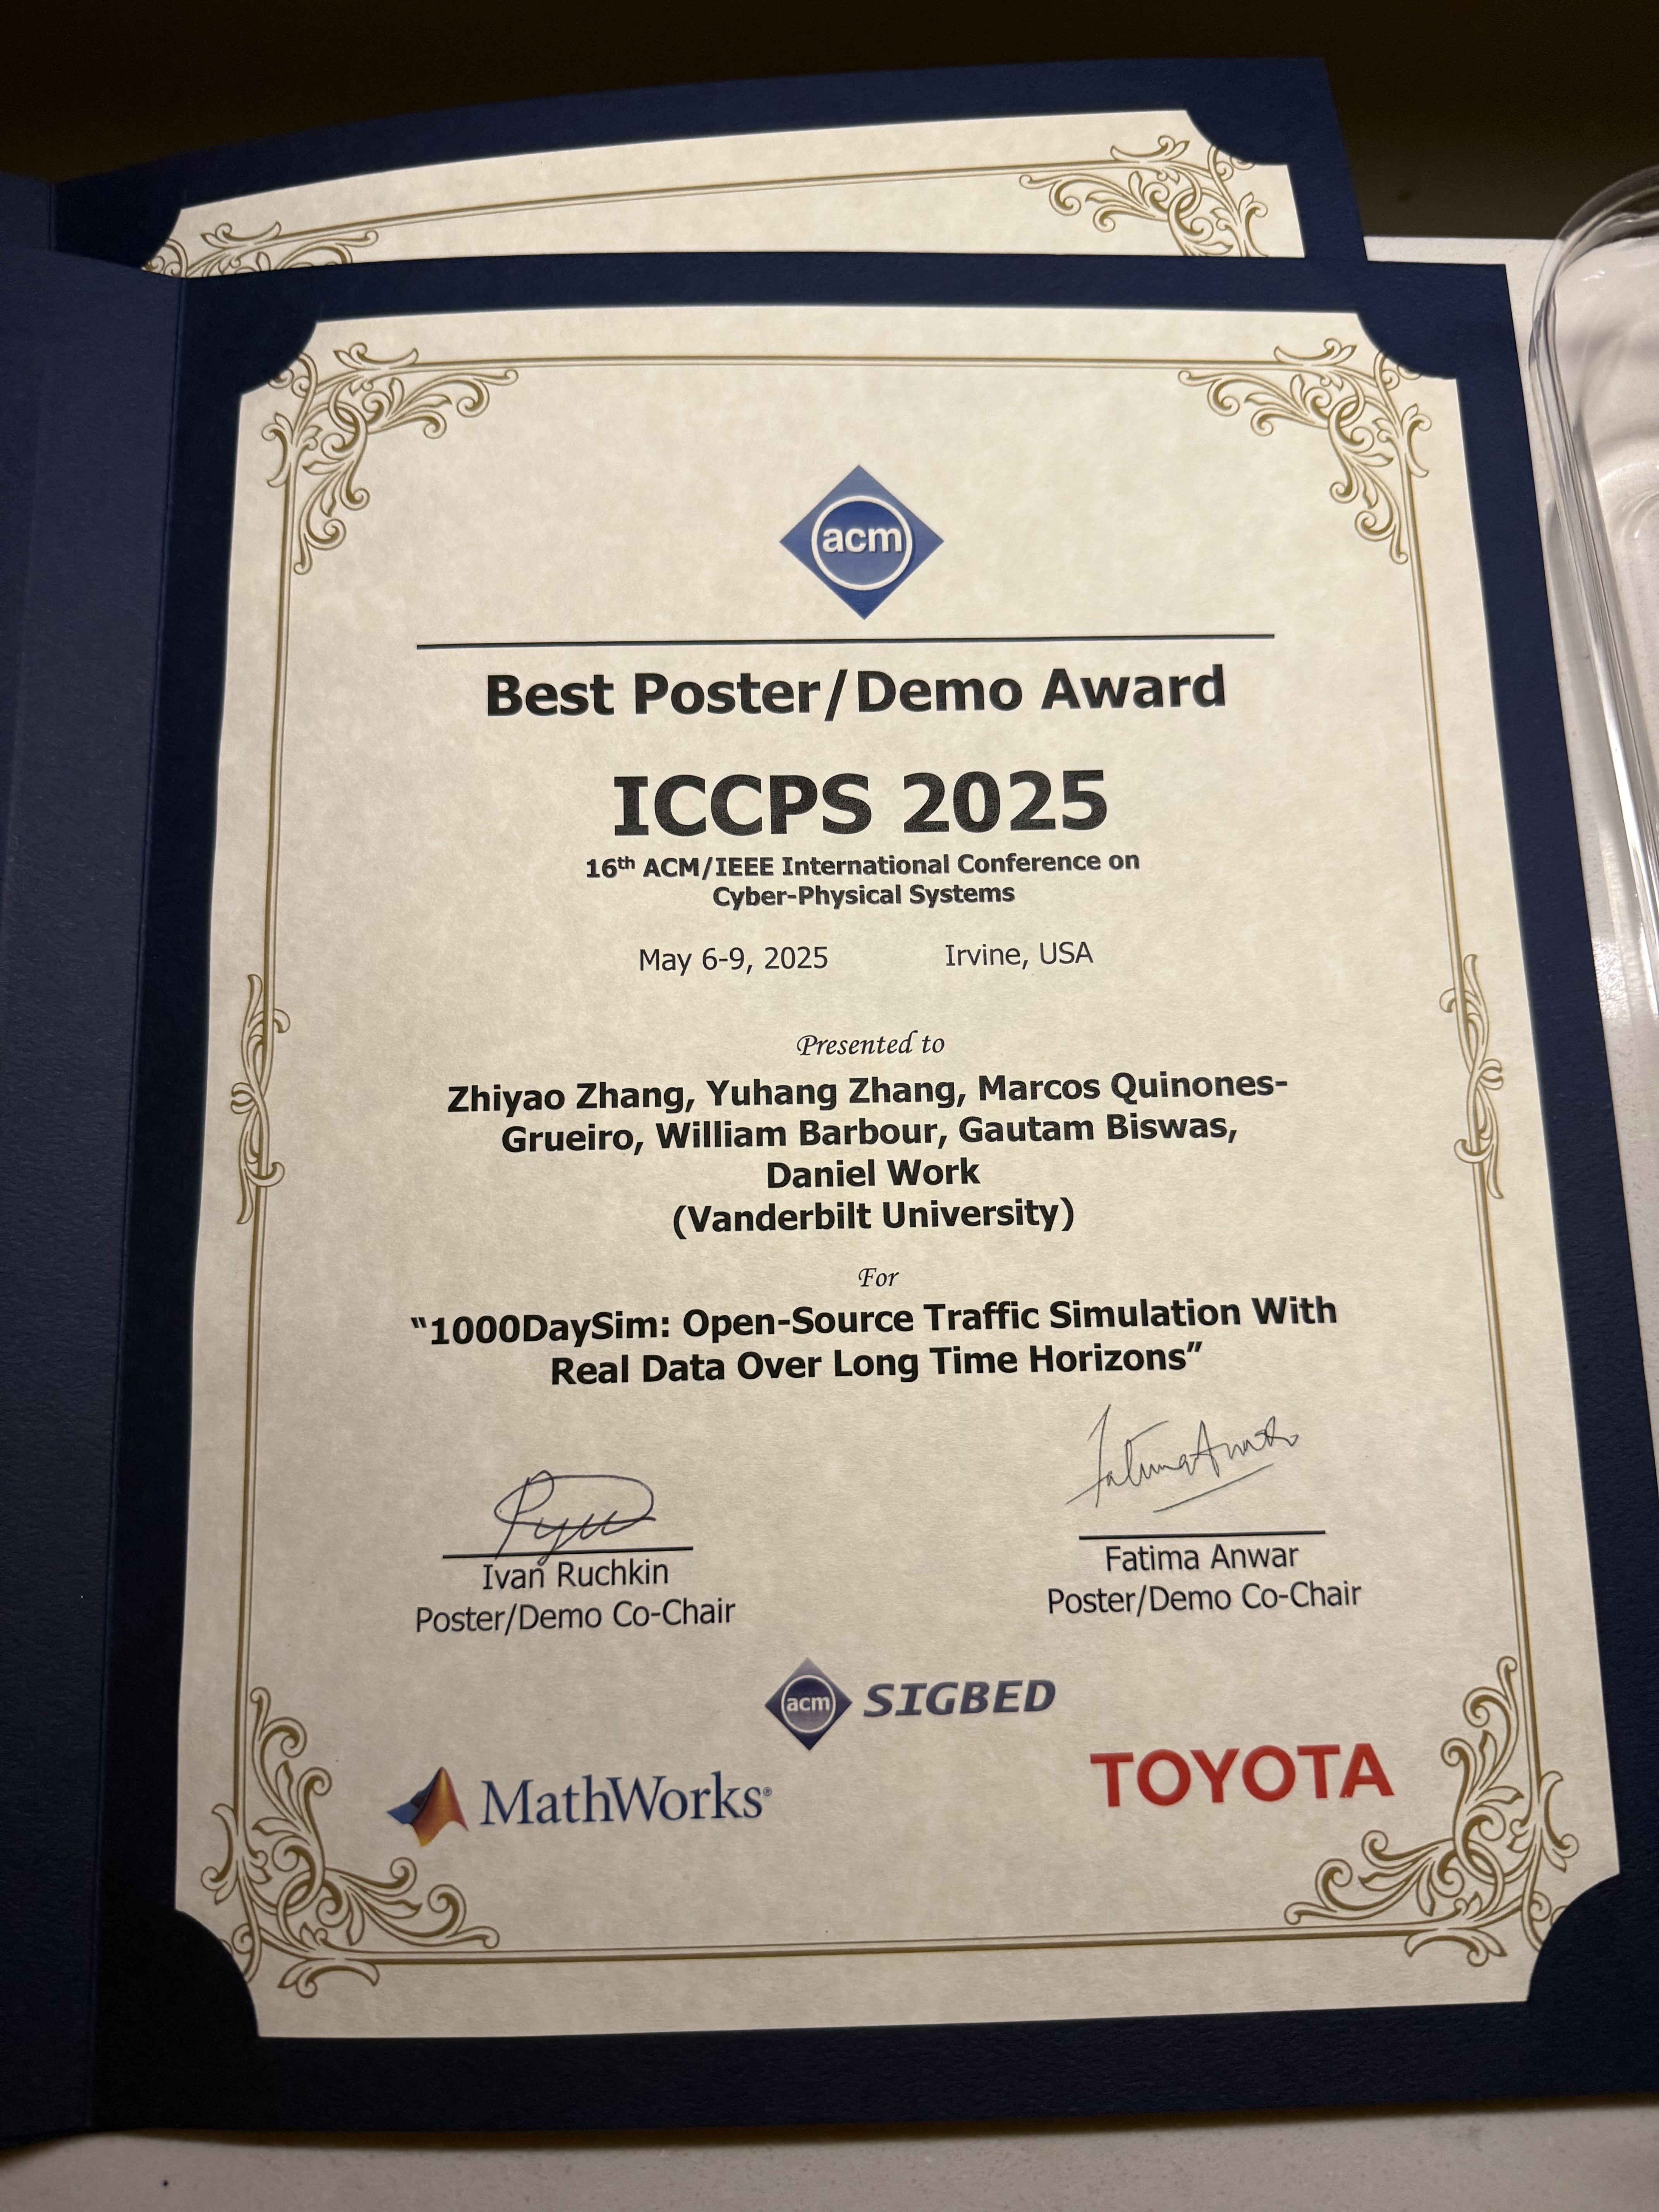 acm
Best Poster/Demo Award
ICCPS 2025
16th ACM/IEEE International Conference on
Cyber-Physical Systems
May 6-9, 2025 Irvine, USA
Presented to
Zhiyao Zhang, Yuhang Zhang, Marcos Quinones-
Grueiro, William Barbour, Gautam Biswas,
Daniel Work
(Vanderbilt University)
For
"1000DaySim: Open-Source Traffic Simulation With
Real Data Over Long Time Horizons”
Fatima Anwar
Ivan Ruchkin
Poster/Demo Co-Chair
Fatima Anwar
Poster/Demo Co-Chair
acm SIGBED
MathWorks®
TOYOTA